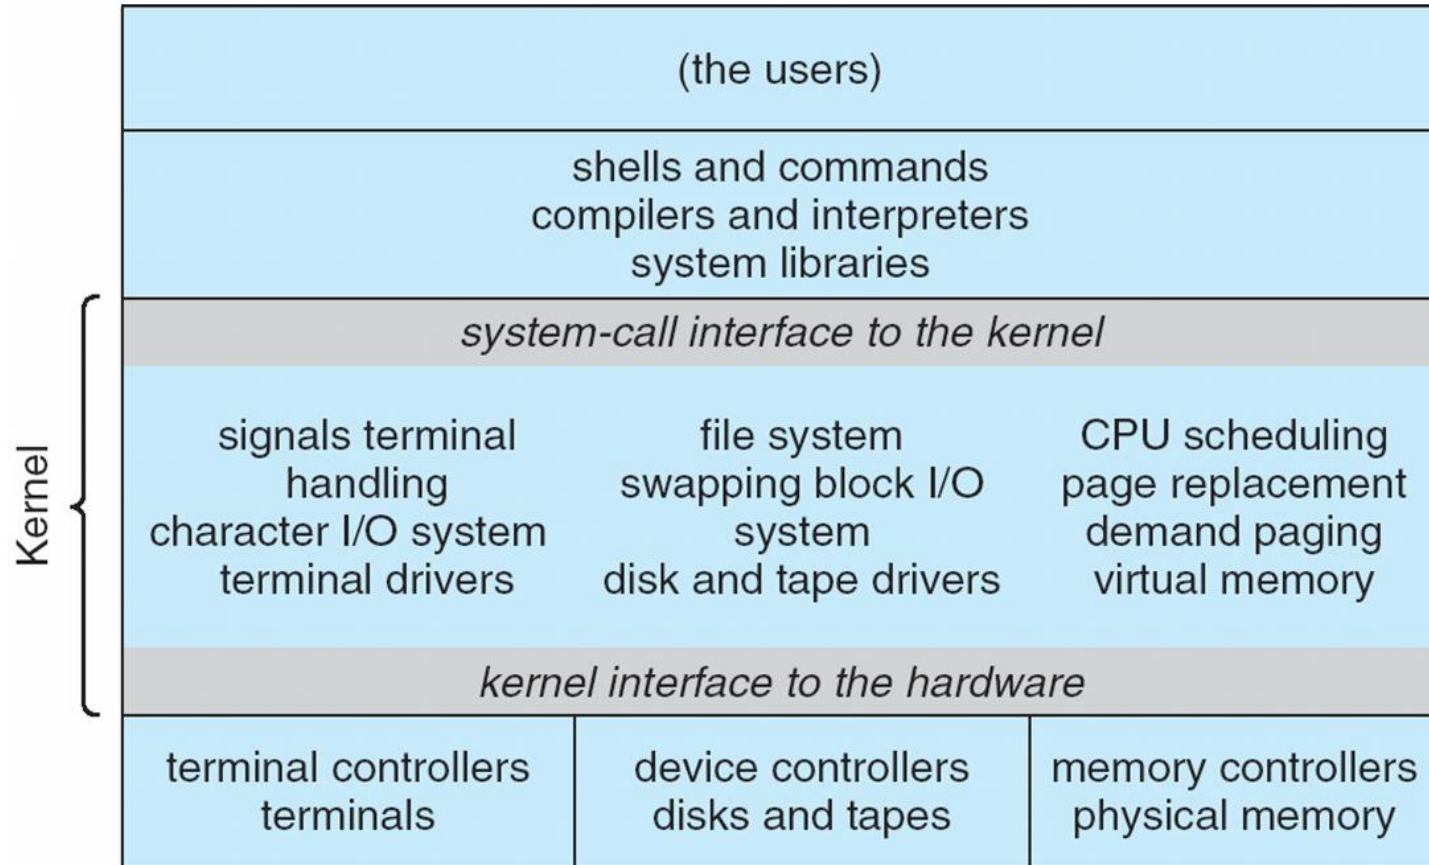 (the users)
shells and commands
compilers and interpreters
system libraries
Kernel
system-call interface to the kernel
signals terminal
handling
character I/O system
terminal drivers
file system
swapping block I/O
system
disk and tape drivers
CPU scheduling
page replacement
demand paging
virtual memory
kernel interface to the hardware
terminal controllers
terminals
device controllers
disks and tapes
memory controllers
physical memory